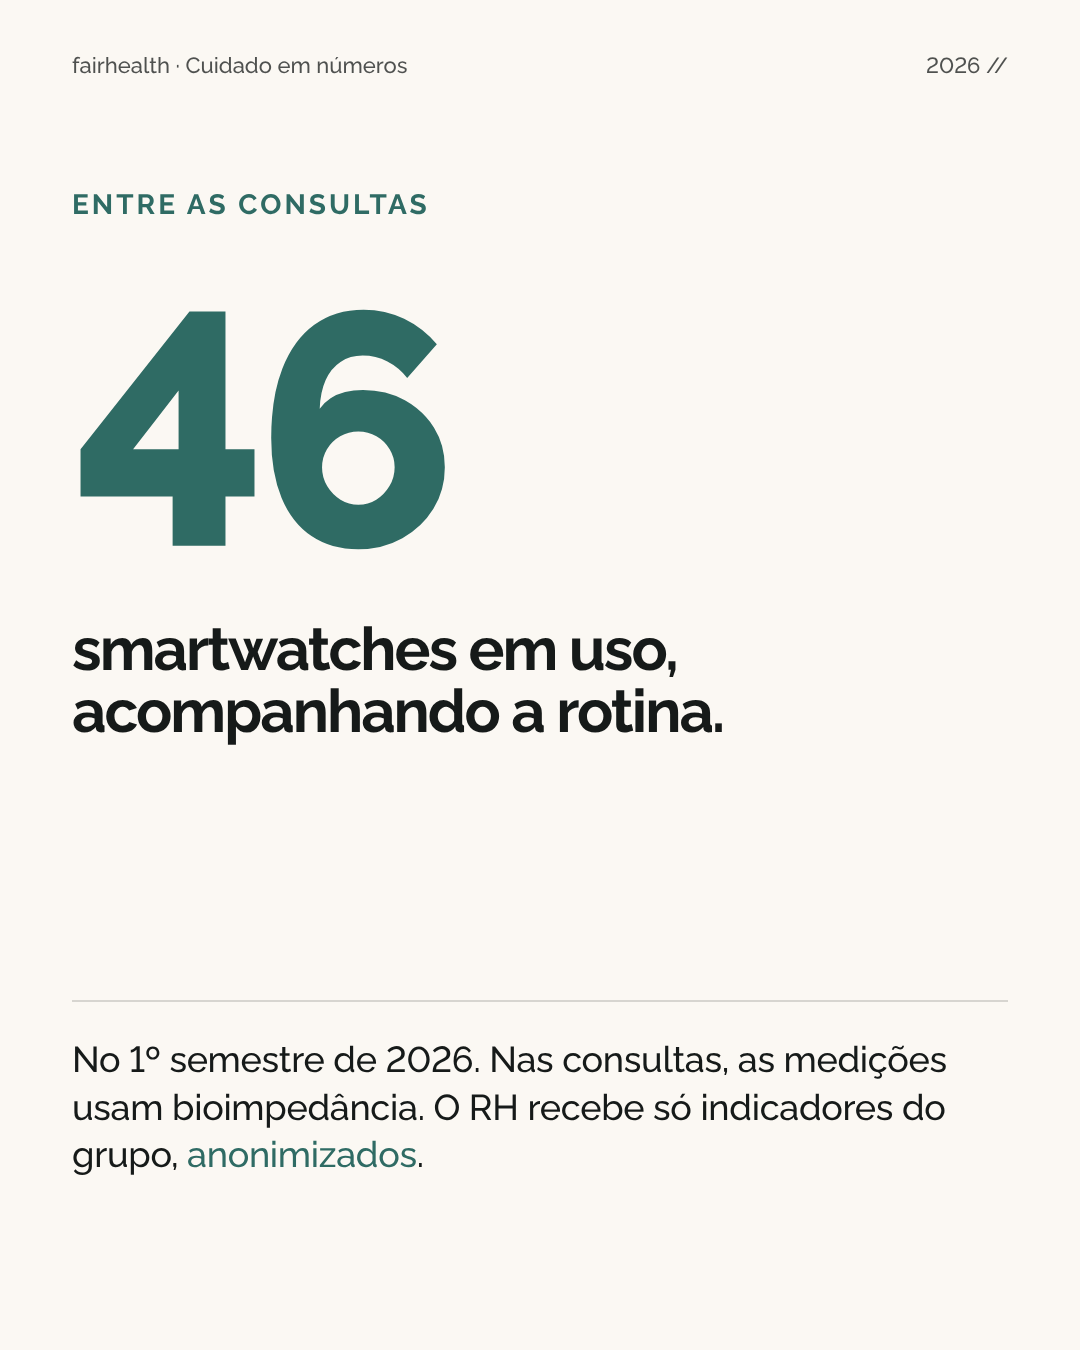 fairhealth · Cuidado em números
2026 //
ENTRE AS CONSULTAS
46
smartwatches em uso,
acompanhando a rotina.
No 1º semestre de 2026. Nas consultas, as medições
usam bioimpedância. O RH recebe só indicadores do
grupo, anonimizados.